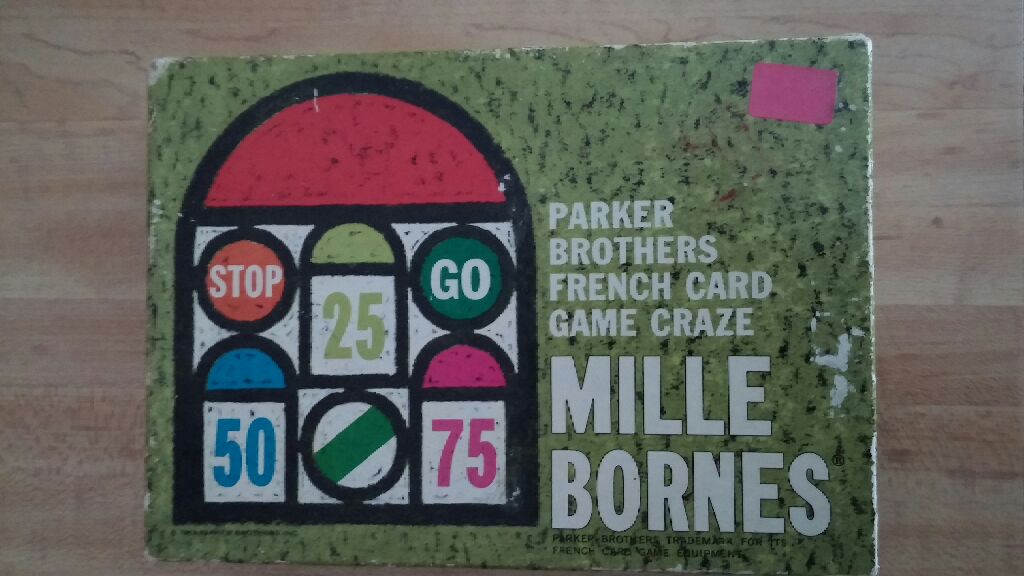 STOP
GO
25
50
75
PARKER
BROTHERS
FRENCH CARD
GAME CRAZE
MILLE
BORNES®
PARKER BROTHERS TRADEMARK FOR ITS
FRENCH CARD GAME EQUIPMENT